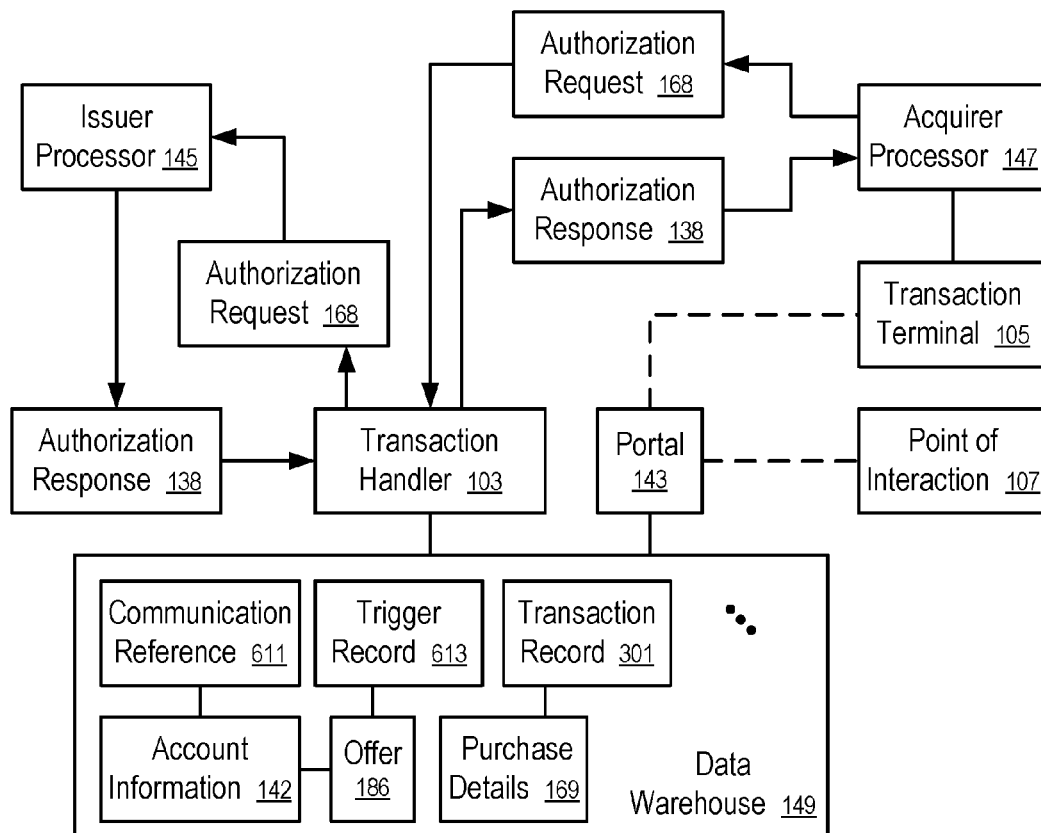 Authorization
Request 168
Issuer
Processor 145
Acquirer
Processor 147
Authorization
Response 138
Authorization
Request 168
Transaction
Terminal 105
Authorization
Response 138
Transaction
Handler 103
Portal
143
Point of
Interaction 107
Communication
Reference 611
Trigger
Record 613
Transaction
Record 301
Account
Information 142
Offer
186
Purchase
Details 169
Data
Warehouse 149